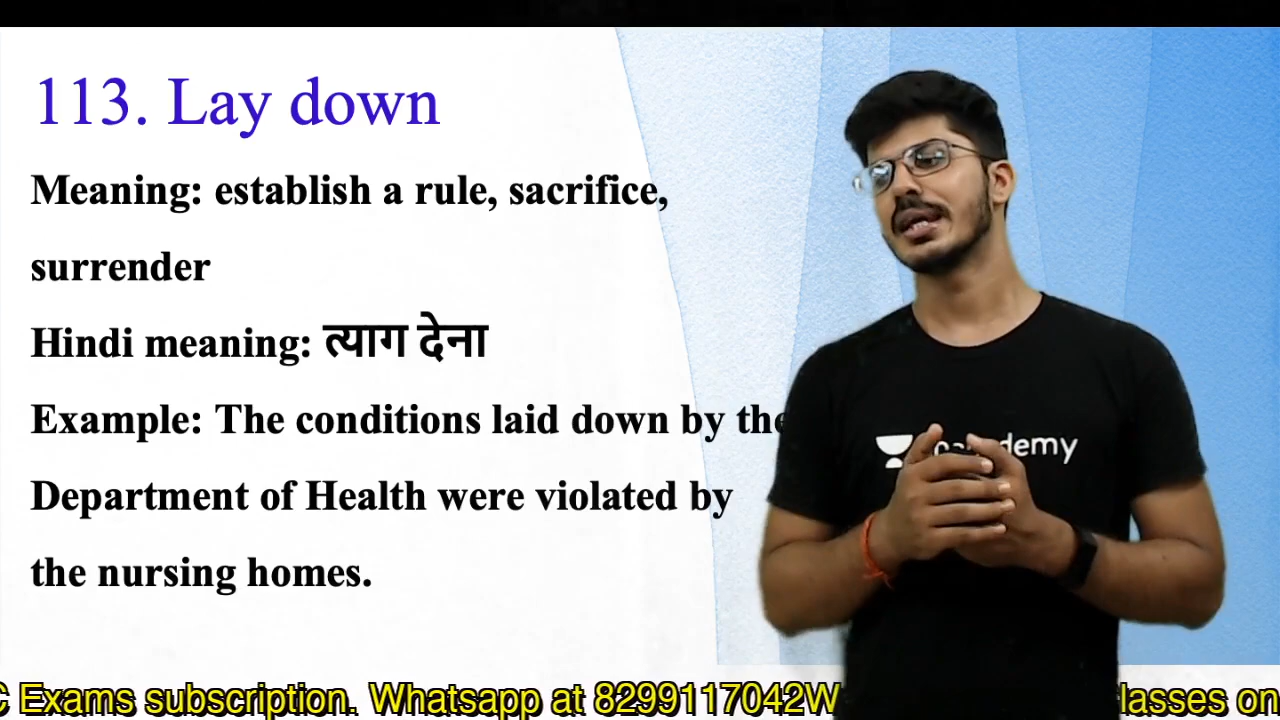 113. Lay down
Meaning: establish a rule, sacrifice,
surrender
Hindi meaning: त्याग देना
Example: The conditions laid down by the
Department of Health were violated by
the nursing homes.
C Exams subscription. Whatsapp at 8299117042W lasses on